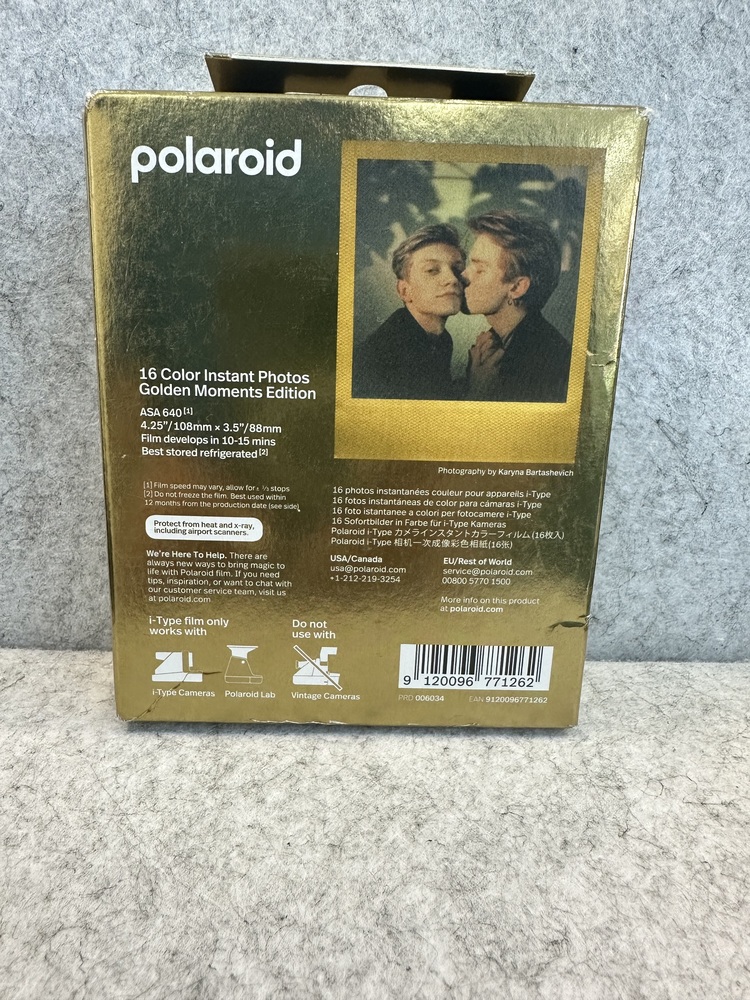 polaroid
16 Color Instant Photos
Golden Moments Edition
ASA 640 [1]
4.25"/108mm × 3.5"/88mm
Film develops in 10-15 mins
Best stored refrigerated [2]
[1] Film speed may vary, allow for ± ⅓ stops
[2] Do not freeze the film. Best used within
12 months from the production date (see side)
Protect from heat and x-ray,
including airport scanners.
We're Here To Help. There are
always new ways to bring magic to
life with Polaroid film. If you need
tips, inspiration, or want to chat with
our customer service team, visit us
at polaroid.com
i-Type film only
works with
i-Type Cameras
Polaroid Lab
Do not
use with
Vintage Cameras
Photography by Karyna Bartashevich
16 photos instantanées couleur pour appareils i-Type
16 fotos instantáneas de color para cámaras i-Type
16 foto istantanee a colori per fotocamere i-Type
16 Sofortbilder in Farbe für i-Type Kameras
Polaroid i-Type カメラインスタントカラーフィルム(16枚入)
Polaroid i-Type 相机一次成像彩色相紙(16张)
USA/Canada
usa@polaroid.com
+1-212-219-3254
EU/Rest of World
service@polaroid.com
00800 5770 1500
More info on this product
at polaroid.com
9 120096 771262
PRD 006034 EAN 9120096771262